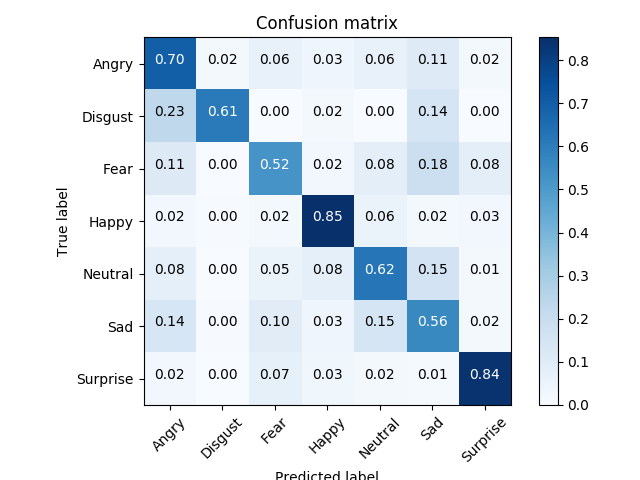 Confusion matrix
Angry 0.70 0.02 0.06 0.03 0.06 0.11 0.02
Disgust 0.23 0.61 0.00 0.02 0.00 0.14 0.00
Fear 0.11 0.00 0.52 0.02 0.08 0.18 0.08
Happy 0.02 0.00 0.02 0.85 0.06 0.02 0.03
Neutral 0.08 0.00 0.05 0.08 0.62 0.15 0.01
Sad 0.14 0.00 0.10 0.03 0.15 0.56 0.02
Surprise 0.02 0.00 0.07 0.03 0.02 0.01 0.84
Angry Disgust Fear Happy Neutral Sad Surprise
True label
Predicted label
0.8
0.7
0.6
0.5
0.4
0.3
0.2
0.1
0.0